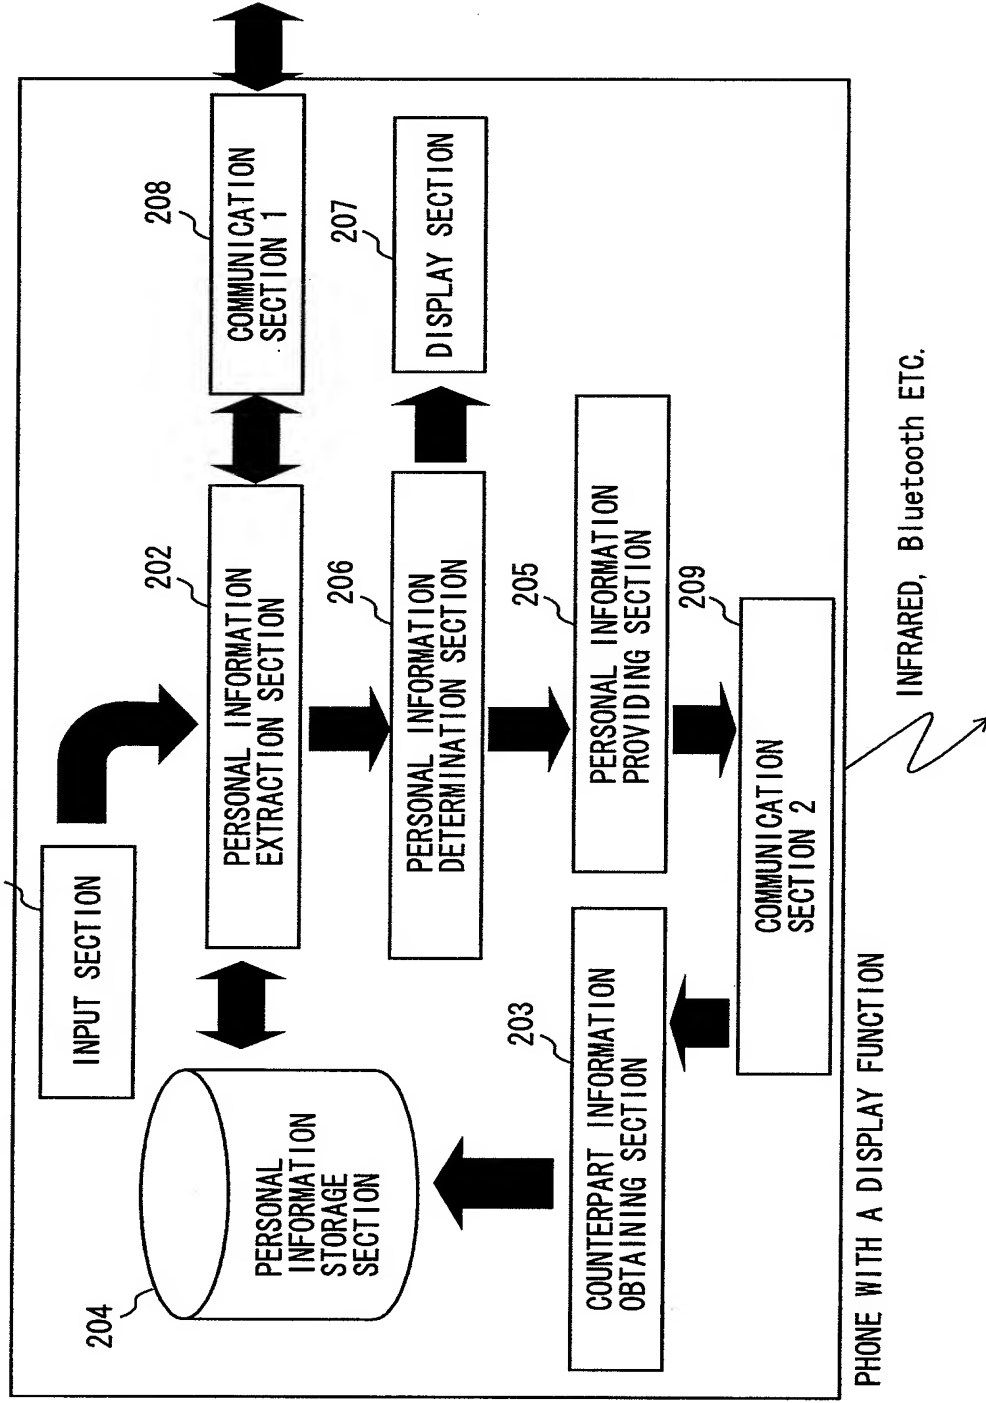 INPUT SECTION
204
PERSONAL
INFORMATION
STORAGE
SECTION
202
PERSONAL INFORMATION
EXTRACTION SECTION
208
COMMUNICATION
SECTION 1
206
PERSONAL INFORMATION
DETERMINATION SECTION
207
DISPLAY SECTION
203
COUNTERPART INFORMATION
OBTAINING SECTION
205
PERSONAL INFORMATION
PROVIDING SECTION
209
COMMUNICATION
SECTION 2
PHONE WITH A DISPLAY FUNCTION
INFRARED, Bluetooth ETC.